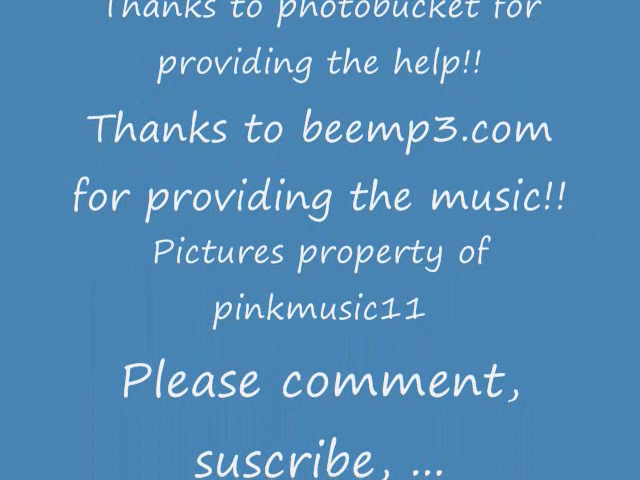 Thanks to photobucket for
providing the help!!
Thanks to beemp3.com
for providing the music!!
Pictures property of
pinkmusic11
Please comment,
suscribe, ...